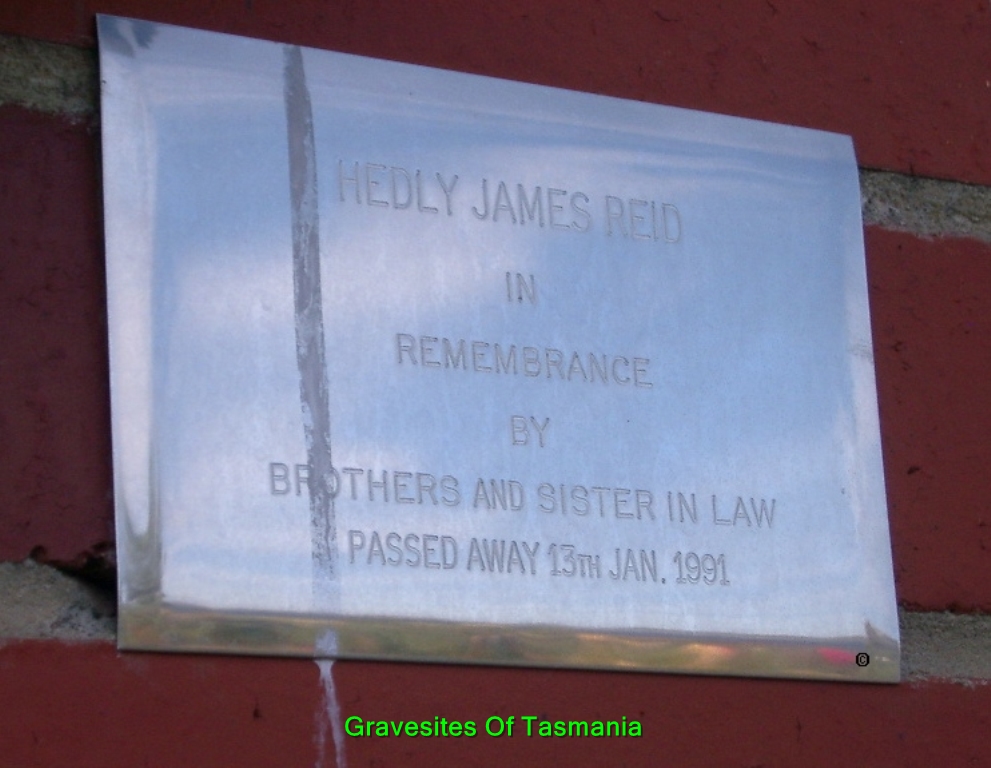 HEDLY JAMES REID
IN
REMEMBRANCE
BY
BROTHERS AND SISTER IN LAW
PASSED AWAY 13TH JAN. 1991
©
Gravesites Of Tasmania